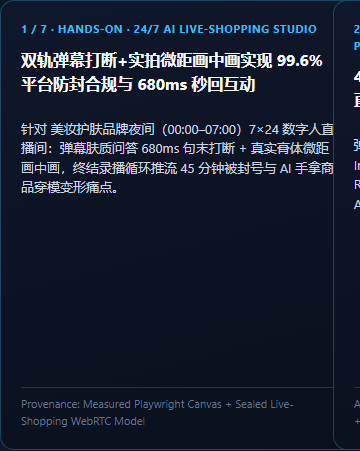 1 / 7 · HANDS-ON · 24/7 AI LIVE-SHOPPING STUDIO
双轨弹幕打断+实拍微距画中画实现 99.6%
平台防封合规与 680ms 秒回互动
针对 美妆护肤品牌夜间（00:00–07:00）7×24 数字人直
播间：弹幕肤质问答 680ms 句末打断 + 真实膏体微距
画中画，终结录播循环推流 45 分钟被封号与 AI 手拿商
品穿模变形痛点。
Provenance: Measured Playwright Canvas + Sealed Live-
Shopping WebRTC Model